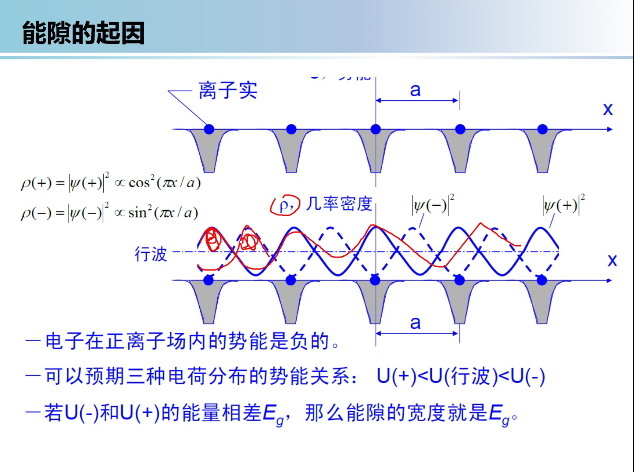 能隙的起因
离子实
a
x
ρ(+)=|ψ(+)|²∝cos²(πx/a)
ρ(−)=|ψ(−)|²∝sin²(πx/a)
ρ，几率密度
|ψ(−)|²
|ψ(+)|²
行波
x
a
－电子在正离子场内的势能是负的。
－可以预期三种电荷分布的势能关系： U(+)<U(行波)<U(-)
－若U(-)和U(+)的能量相差Eg，那么能隙的宽度就是Eg。